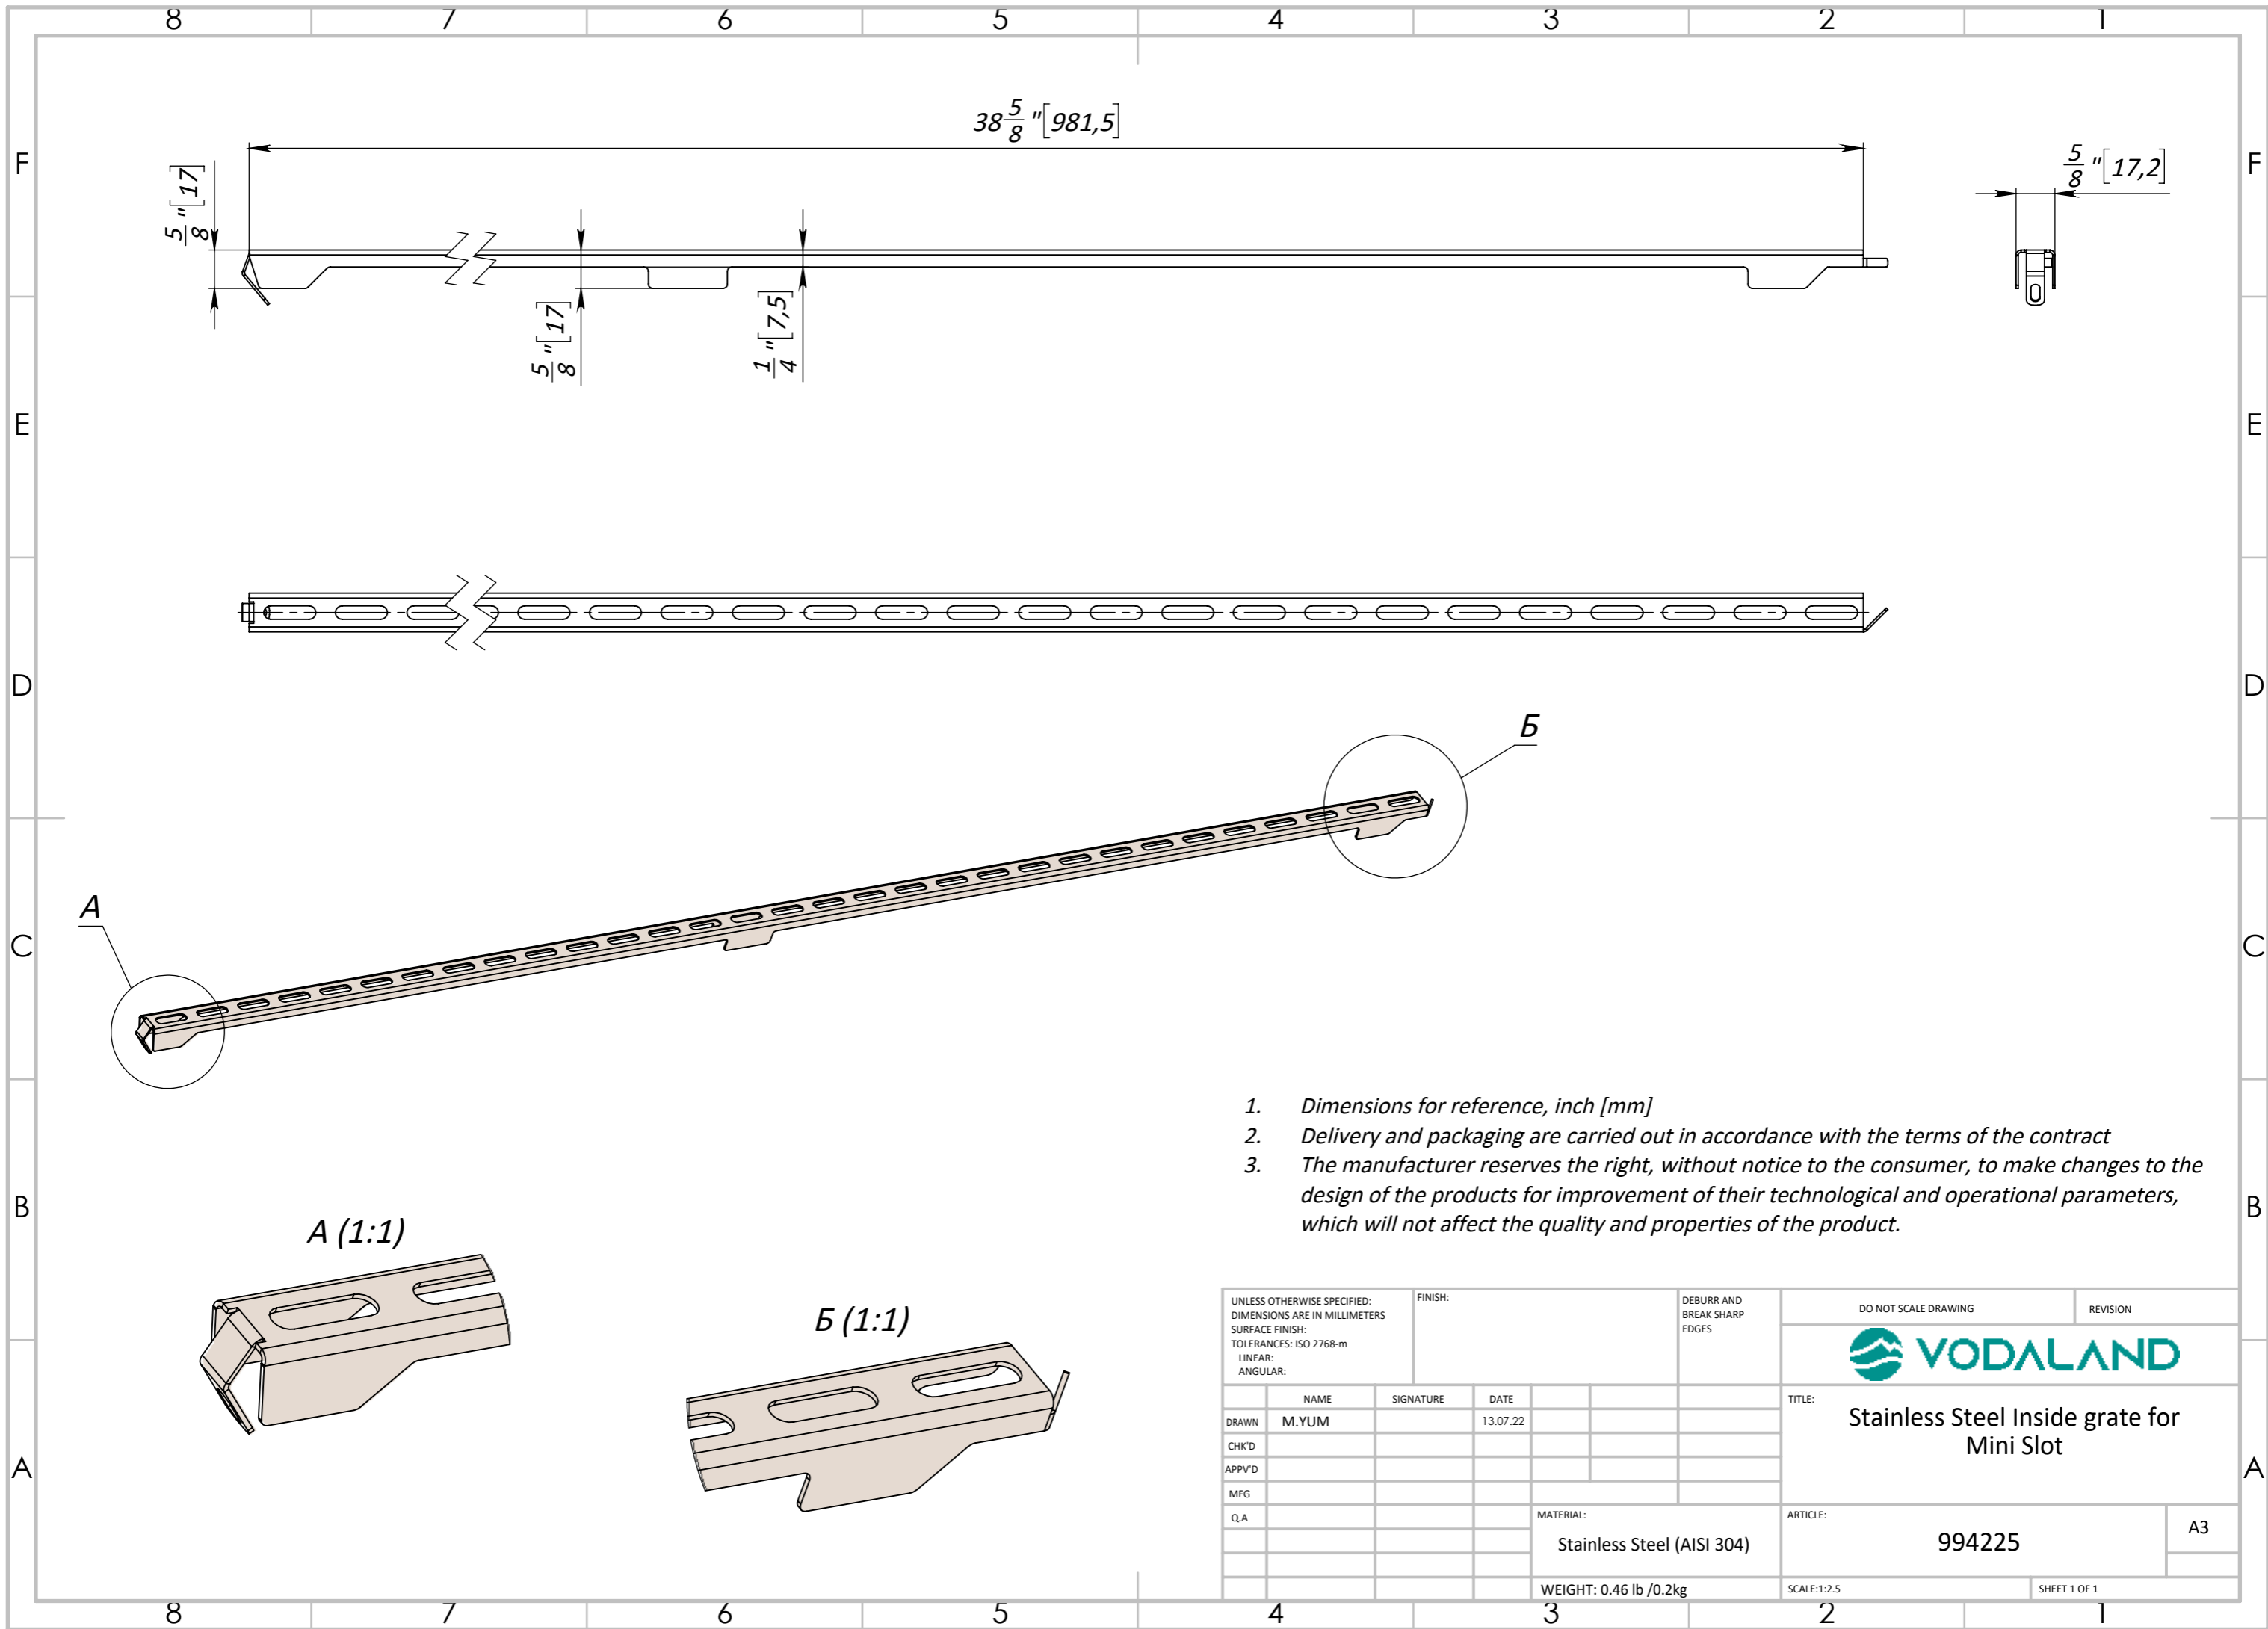 8 7 6 5 4 3 2 1
F
E
D
C
B
A
F
E
D
C
B
A
38 5/8 "[981,5]
5/8 "[17]
5/8 "[17]
1/4 "[7,5]
5/8 "[17,2]
А
Б
1. Dimensions for reference, inch [mm]
2. Delivery and packaging are carried out in accordance with the terms of the contract
3. The manufacturer reserves the right, without notice to the consumer, to make changes to the
design of the products for improvement of their technological and operational parameters,
which will not affect the quality and properties of the product.
А (1:1)
Б (1:1)
UNLESS OTHERWISE SPECIFIED:
DIMENSIONS ARE IN MILLIMETERS
SURFACE FINISH:
TOLERANCES: ISO 2768-m
LINEAR:
ANGULAR:
FINISH:
DEBURR AND
BREAK SHARP
EDGES
DO NOT SCALE DRAWING
REVISION
VODALAND
NAME SIGNATURE DATE
DRAWN M.YUM 13.07.22
CHK'D
APPV'D
MFG
Q.A
TITLE:
Stainless Steel Inside grate for
Mini Slot
MATERIAL:
Stainless Steel (AISI 304)
ARTICLE:
994225
A3
WEIGHT: 0.46 lb /0.2kg
SCALE:1:2.5
SHEET 1 OF 1
8 7 6 5 4 3 2 1